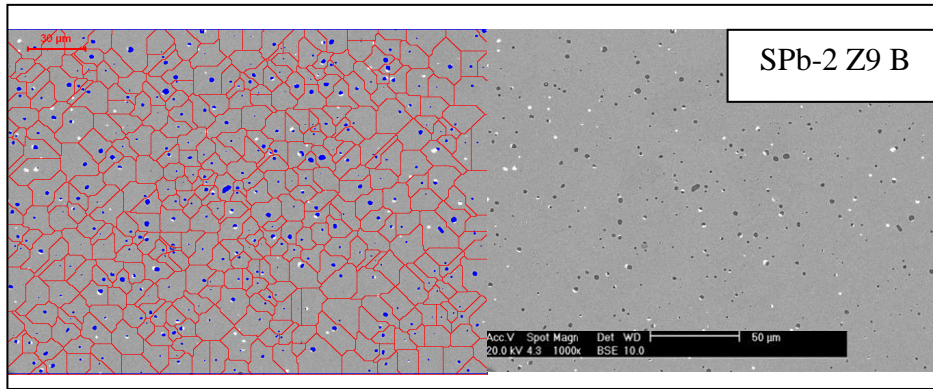 30 µm
SPb-2 Z9 B
Acc.V Spot Magn Det WD 50 µm
20.0 kV 4.3 1000x BSE 10.0